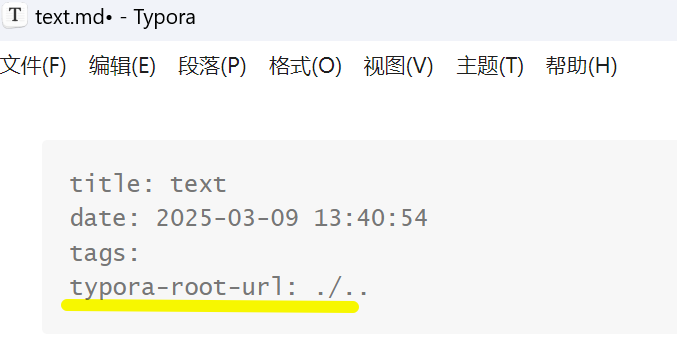 T text.md• - Typora
文件(F) 编辑(E) 段落(P) 格式(O) 视图(V) 主题(T) 帮助(H)
title: text
date: 2025-03-09 13:40:54
tags:
typora-root-url: ./..